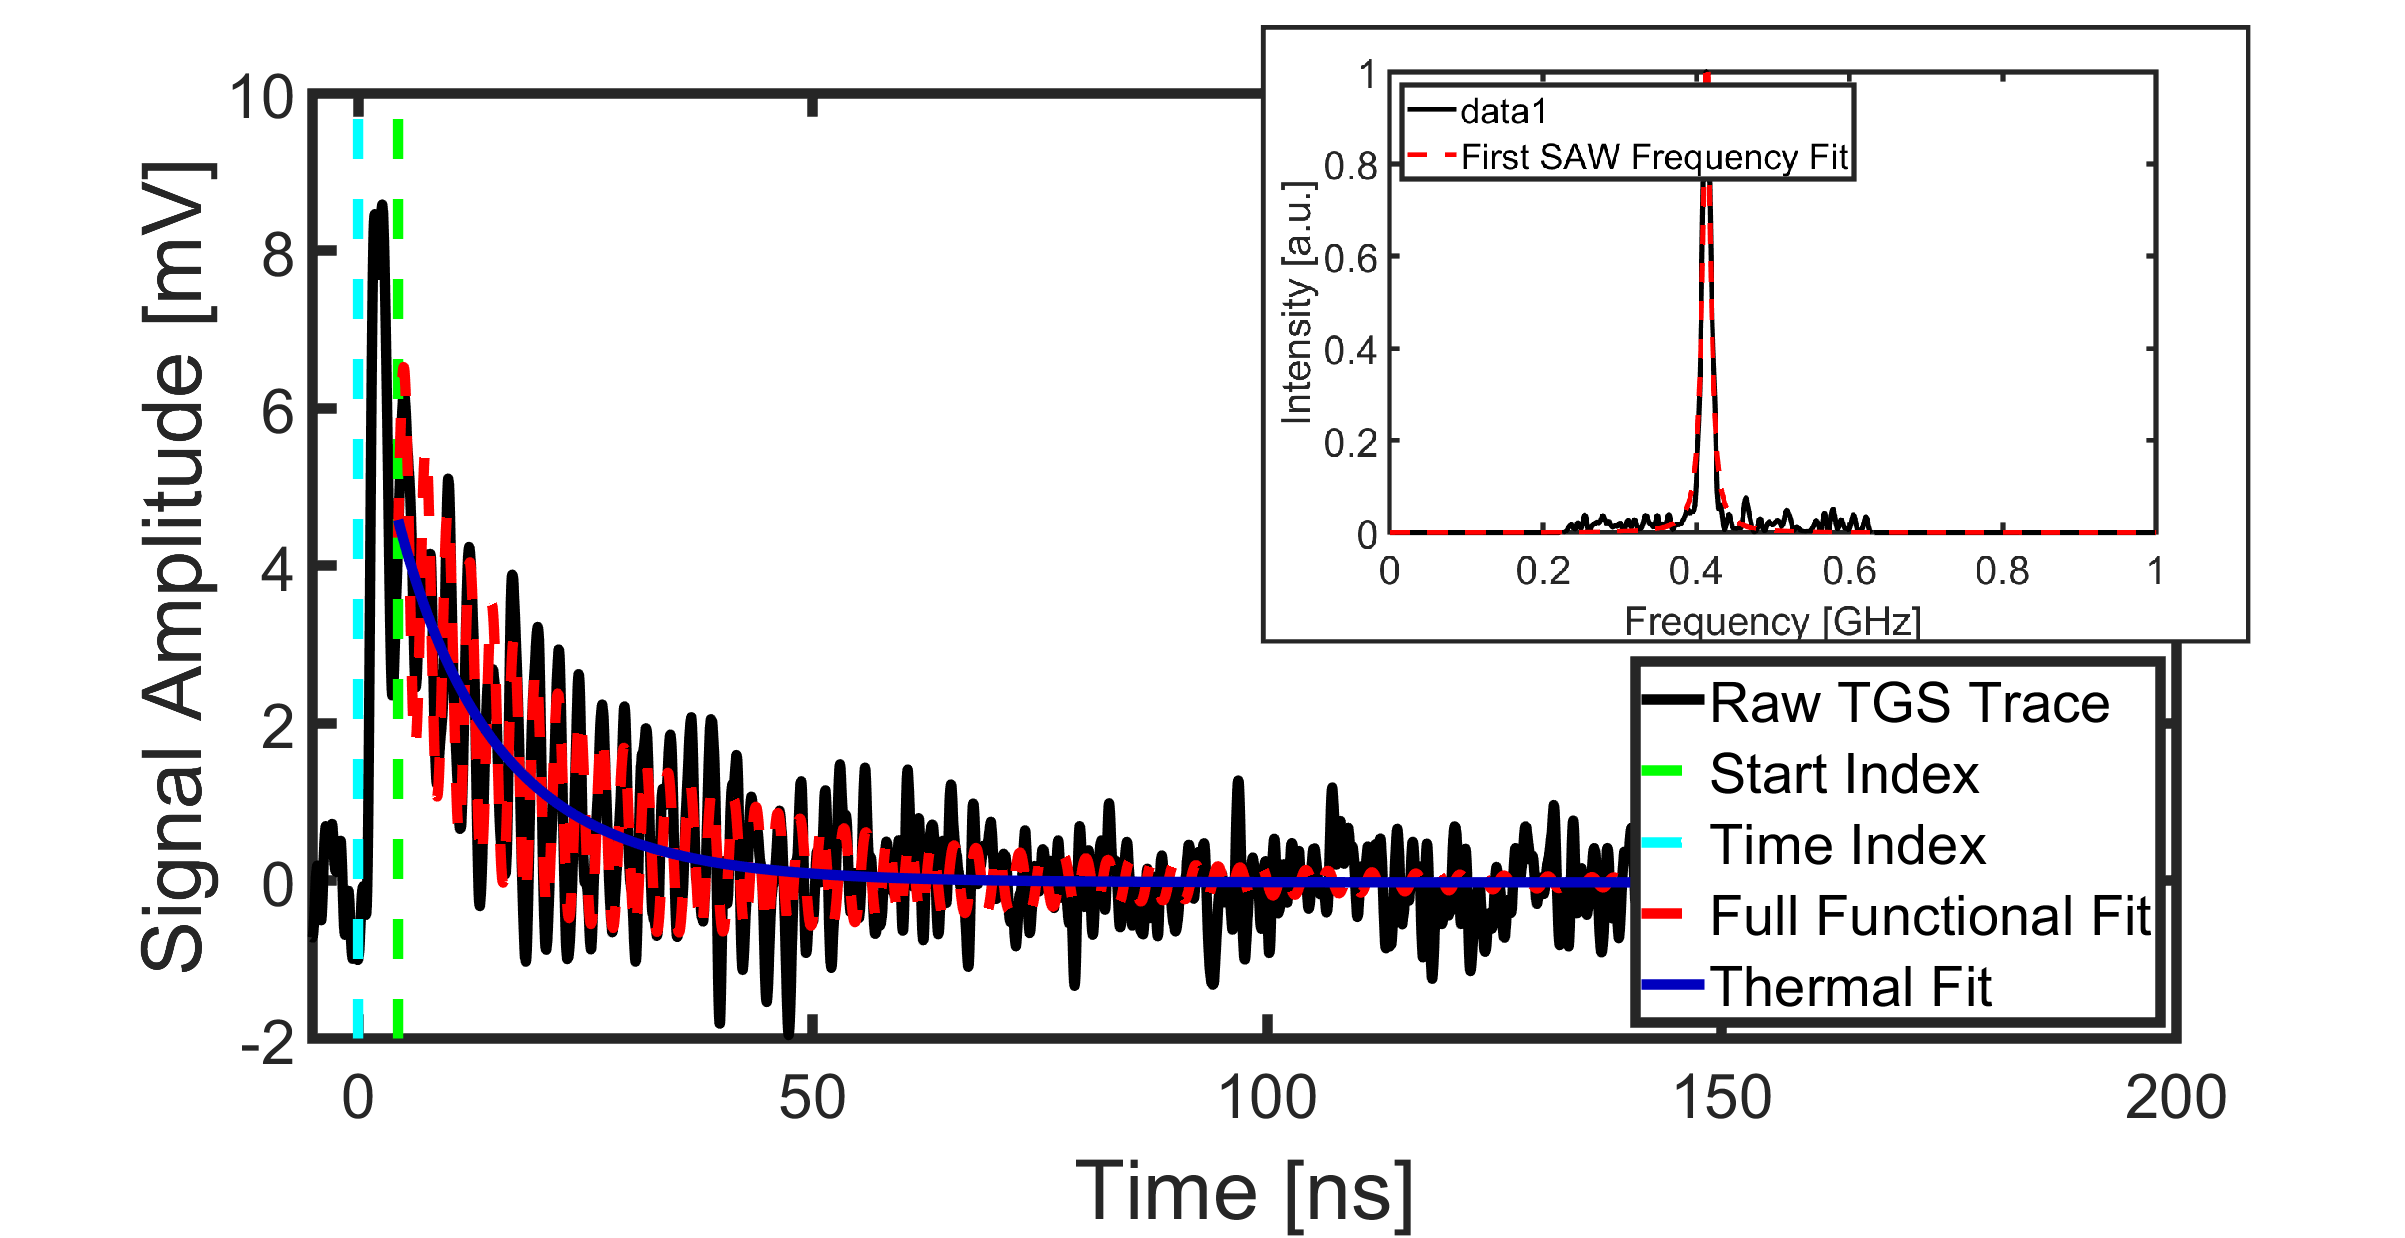 Signal Amplitude [mV]
10
8
6
4
2
0
-2
0
50
100
150
200
Time [ns]
Intensity [a.u.]
1
0.8
0.6
0.4
0.2
0
0
0.2
0.4
0.6
0.8
1
Frequency [GHz]
data1
First SAW Frequency Fit
Raw TGS Trace
Start Index
Time Index
Full Functional Fit
Thermal Fit